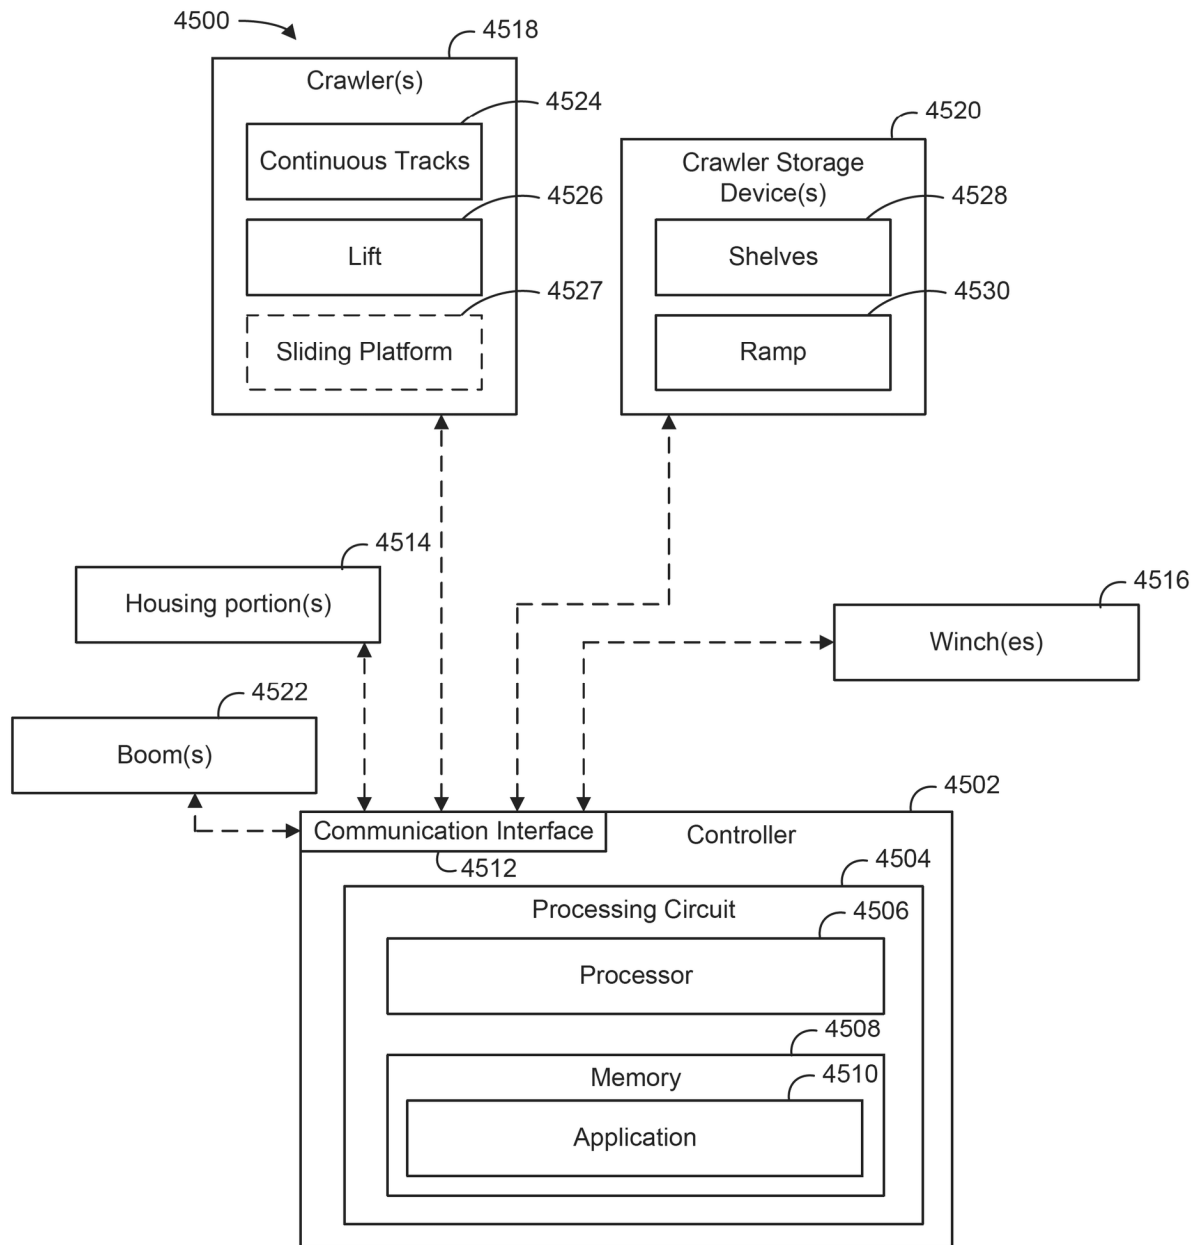 4500
4518
Crawler(s)
4524
Continuous Tracks
4526
Lift
4527
Sliding Platform
4520
Crawler Storage
Device(s)
4528
Shelves
4530
Ramp
4514
Housing portion(s)
4516
Winch(es)
4522
Boom(s)
4502
Communication Interface
Controller
4512
4504
Processing Circuit
4506
Processor
4508
Memory
4510
Application